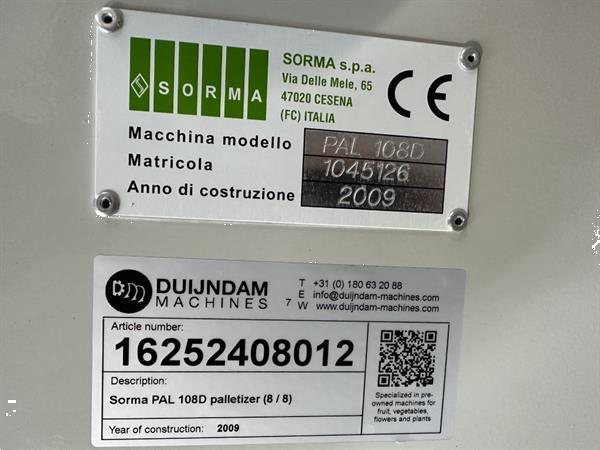 SORMA
SORMA s.p.a.
Via Delle Mele, 65
47020 CESENA
(FC) ITALIA
CE
Macchina modello PAL 108D
Matricola 1045126
Anno di costruzione 2009
DUIJNDAM
MACHINES
T +31 (0) 180 63 20 88
E info@duijndam-machines.com
7 W www.duijndam-machines.com
Article number:
16252408012
Description:
Sorma PAL 108D palletizer (8 / 8)
Year of construction: 2009
Specialized in pre-
owned machines for
fruit, vegetables,
flowers and plants